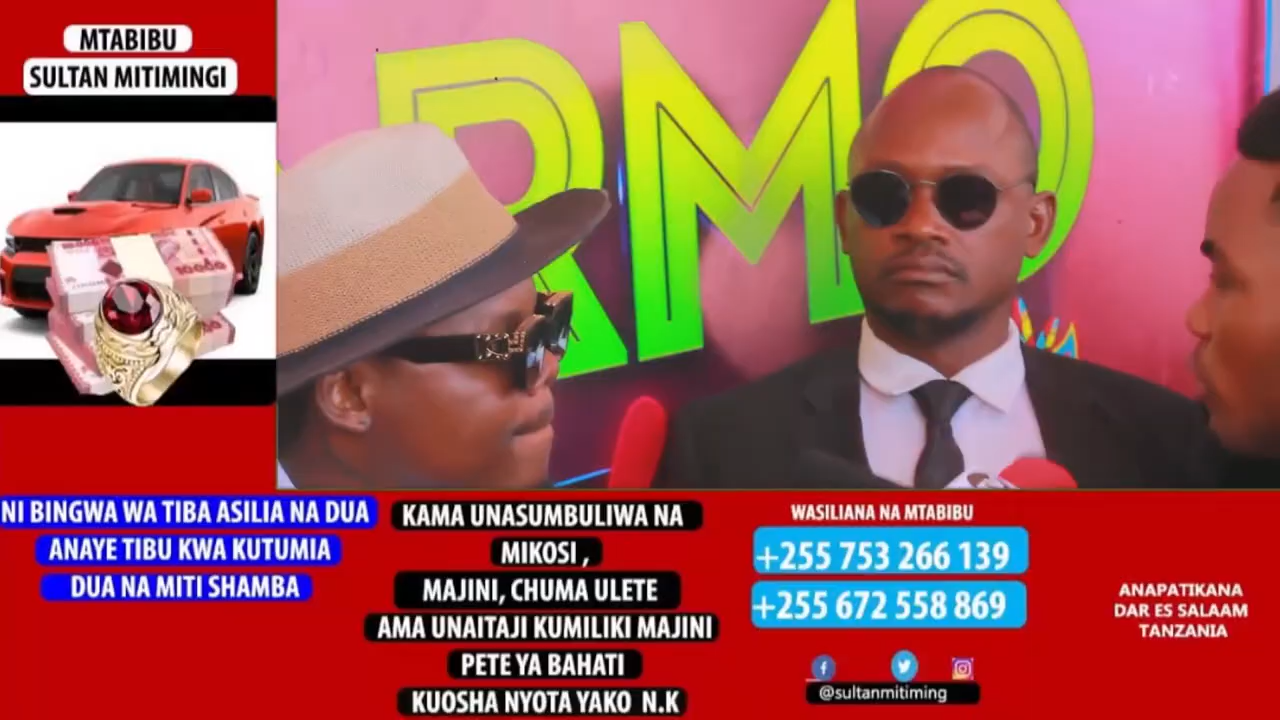 MTABIBU
SULTAN MITIMINGI
10000
RMO
NI BINGWA WA TIBA ASILIA NA DUA
ANAYE TIBU KWA KUTUMIA
DUA NA MITI SHAMBA
KAMA UNASUMBULIWA NA
MIKOSI ,
MAJINI, CHUMA ULETE
AMA UNAITAJI KUMILIKI MAJINI
PETE YA BAHATI
KUOSHA NYOTA YAKO N.K
WASILIANA NA MTABIBU
+255 753 266 139
+255 672 558 869
@sultanmitiming
ANAPATIKANA
DAR ES SALAAM
TANZANIA